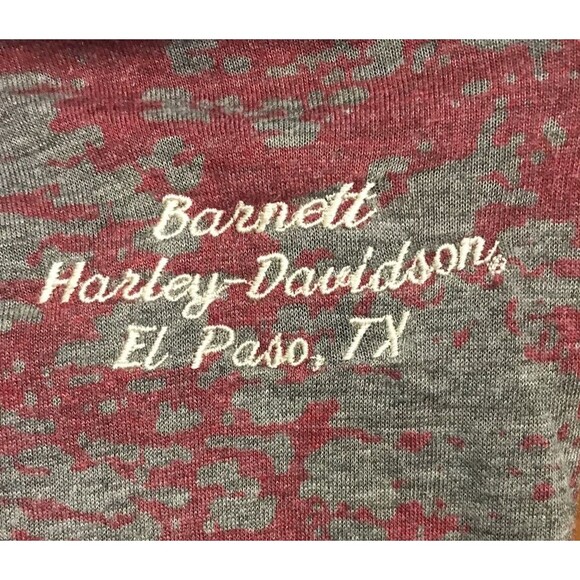 Barnett
Harley-Davidson®
El Paso, TX